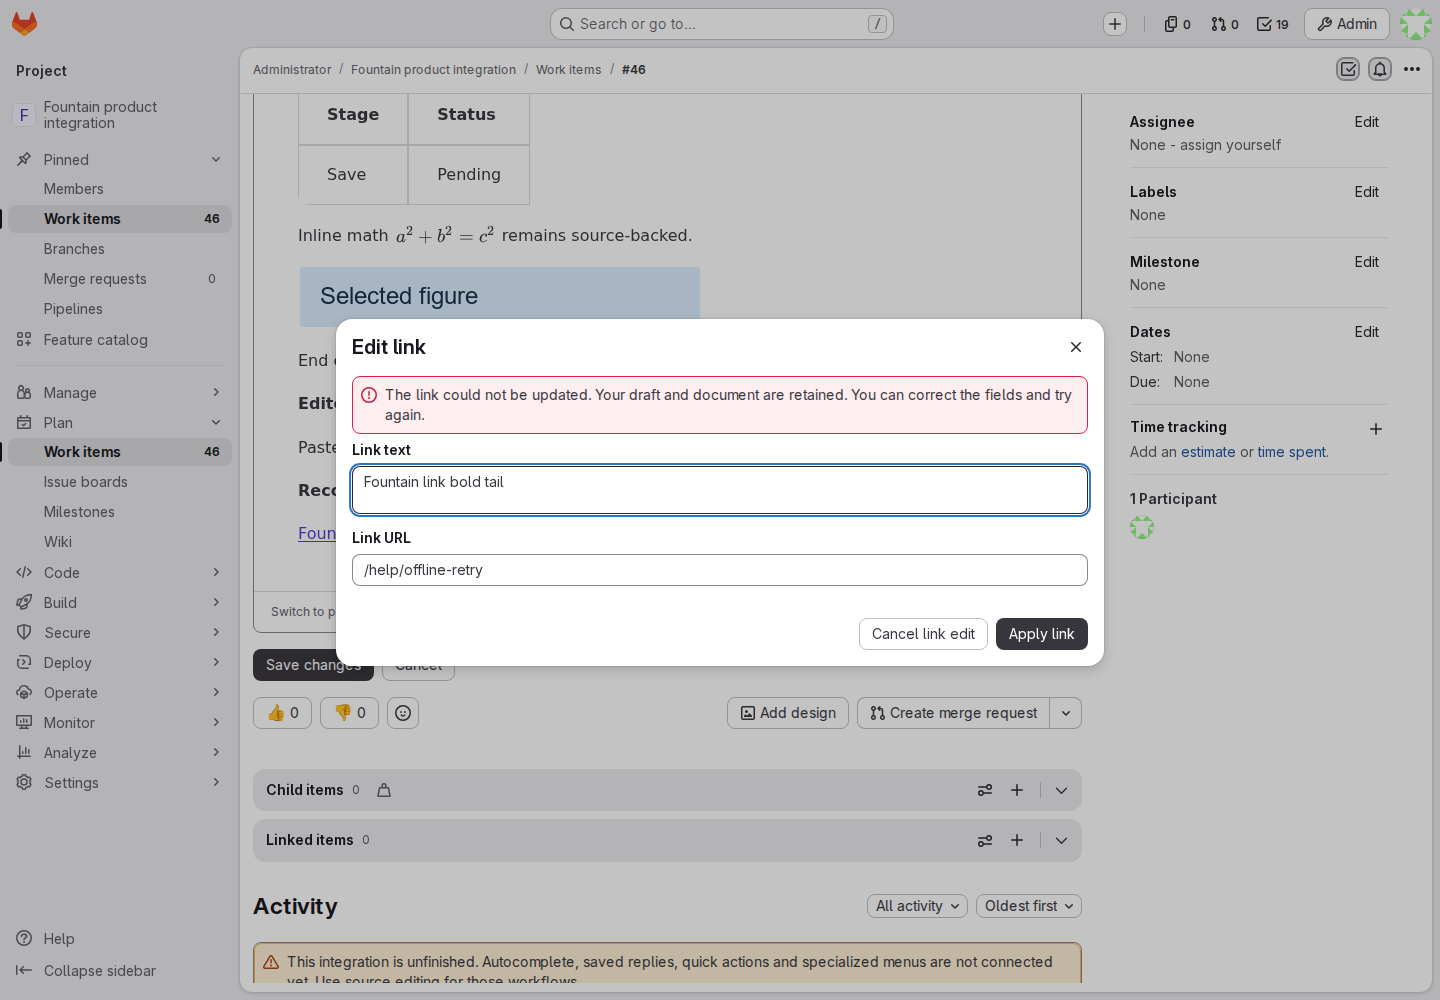 Search or go to...
/
0
0
19
Admin
Project
F
Fountain product integration
Pinned
Members
Work items
46
Branches
Merge requests
0
Pipelines
Feature catalog
Manage
Plan
Work items
46
Issue boards
Milestones
Wiki
Code
Build
Secure
Deploy
Operate
Monitor
Analyze
Settings
Help
Collapse sidebar
Administrator / Fountain product integration / Work items / #46
Stage
Status
Save
Pending
Inline math a² + b² = c² remains source-backed.
Selected figure
End
Paste
Foun
Switch to p
Edit link
The link could not be updated. Your draft and document are retained. You can correct the fields and try
again.
Link text
Fountain link bold tail
Link URL
/help/offline-retry
Cancel link edit
Apply link
Save changes
Cancel
👍 0
👎 0
Add design
Create merge request
Child items 0
Linked items 0
Activity
All activity
Oldest first
This integration is unfinished. Autocomplete, saved replies, quick actions and specialized menus are not connected
yet. Use source editing for those workflows.
Assignee
Edit
None - assign yourself
Labels
Edit
None
Milestone
Edit
None
Dates
Edit
Start: None
Due: None
Time tracking
Add an estimate or time spent.
1 Participant